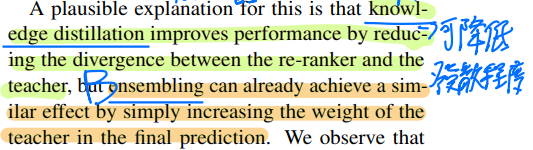 A plausible explanation for this is that knowl-
edge distillation improves performance by reduc-
ing the divergence between the re-ranker and the
teacher, but ensembling can already achieve a sim-
ilar effect by simply increasing the weight of the
teacher in the final prediction. We observe that
可降低
發散程度